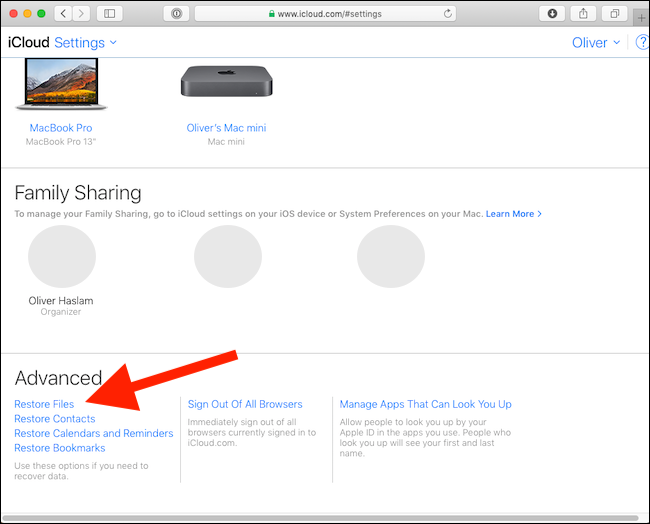 www.icloud.com/#settings
iCloud Settings
Oliver
?
MacBook Pro
MacBook Pro 13"
Oliver's Mac mini
Mac mini
Family Sharing
To manage your Family Sharing, go to iCloud settings on your iOS device or System Preferences on your Mac. Learn More >
Oliver Haslam
Organizer
Advanced
Restore Files
Restore Contacts
Restore Calendars and Reminders
Restore Bookmarks
Use these options if you need to
recover data.
Sign Out Of All Browsers
Immediately sign out of all
browsers currently signed in to
iCloud.com.
Manage Apps That Can Look You Up
Allow people to look you up by your
Apple ID in the apps you use. People who
look you up will see your first and last
name.